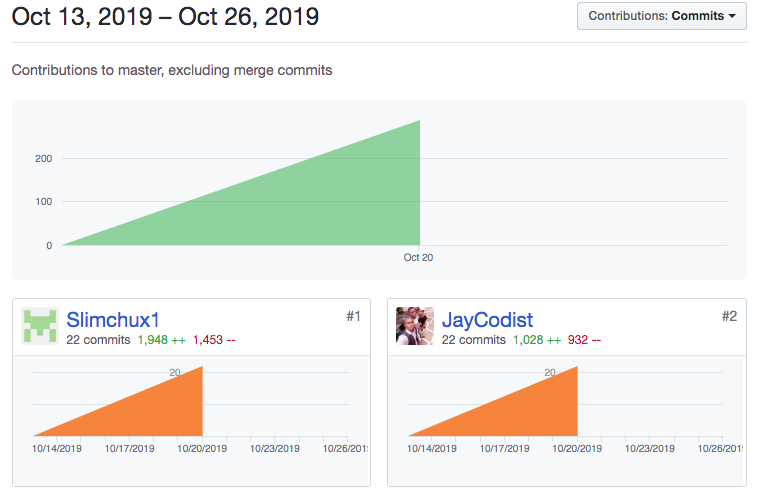 Oct 13, 2019 – Oct 26, 2019
Contributions: Commits
Contributions to master, excluding merge commits
200
100
0
Oct 20
Slimchux1
#1
22 commits 1,948 ++ 1,453 --
20
10/14/2019 10/17/2019 10/20/2019 10/23/2019 10/26/201
JayCodist
#2
22 commits 1,028 ++ 932 --
20
10/14/2019 10/17/2019 10/20/2019 10/23/2019 10/26/201